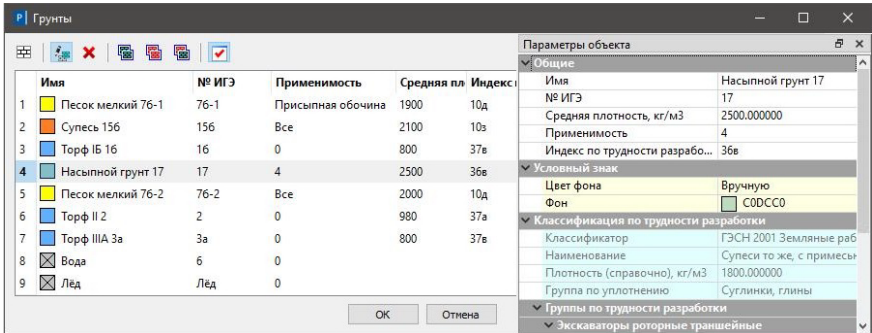 Грунты
Имя № ИГЭ Применимость Средняя пл Индекс
1 Песок мелкий 76-1 76-1 Присыпная обочина 1900 10д
2 Супесь 15б 15б Все 2100 10з
3 Торф IБ 1б 1б 0 800 37в
4 Насыпной грунт 17 17 4 2500 36в
5 Песок мелкий 76-2 76-2 Все 2000 10д
6 Торф II 2 2 0 980 37а
7 Торф IIIА 3а 3а 0 800 37в
8 Вода 6 0
9 Лёд Лёд 0
OK Отмена
Параметры объекта
Общие
Имя Насыпной грунт 17
№ ИГЭ 17
Средняя плотность, кг/м3 2500.000000
Применимость 4
Индекс по трудности разрабо... 36в
Условный знак
Цвет фона Вручную
Фон C0DCC0
Классификация по трудности разработки
Классификатор ГЭСН 2001 Земляные раб
Наименование Супеси то же, с примесь
Плотность (справочно), кг/м3 1800.000000
Группа по уплотнению Суглинки, глины
Группы по трудности разработки
Экскаваторы роторные траншейные